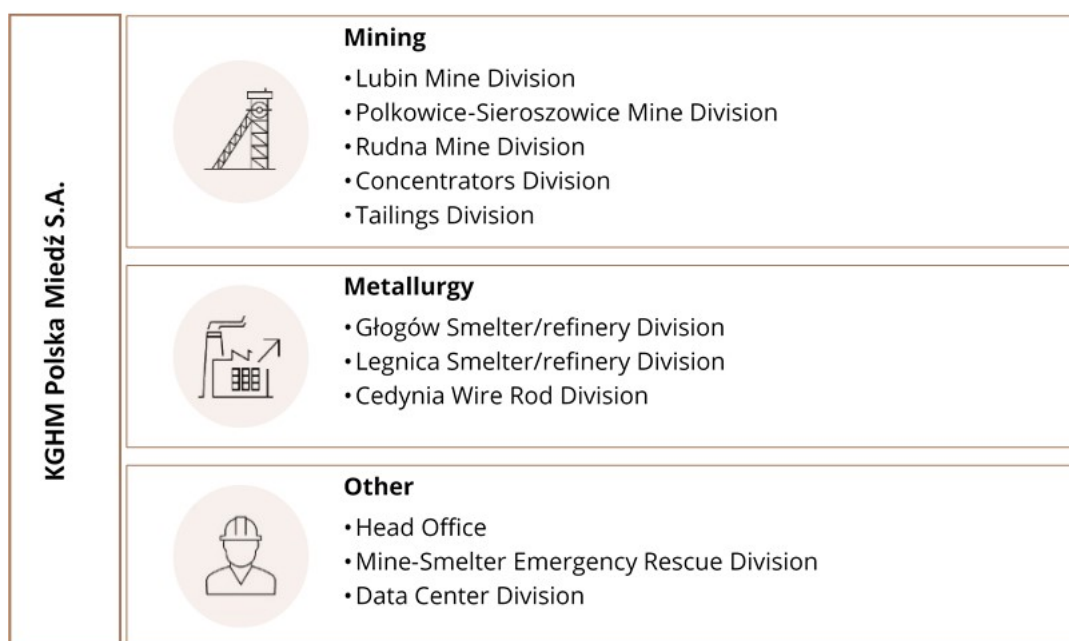 KGHM Polska Miedź S.A.
Mining
•Lubin Mine Division
•Polkowice-Sieroszowice Mine Division
•Rudna Mine Division
•Concentrators Division
•Tailings Division
Metallurgy
•Głogów Smelter/refinery Division
•Legnica Smelter/refinery Division
•Cedynia Wire Rod Division
Other
•Head Office
•Mine-Smelter Emergency Rescue Division
•Data Center Division